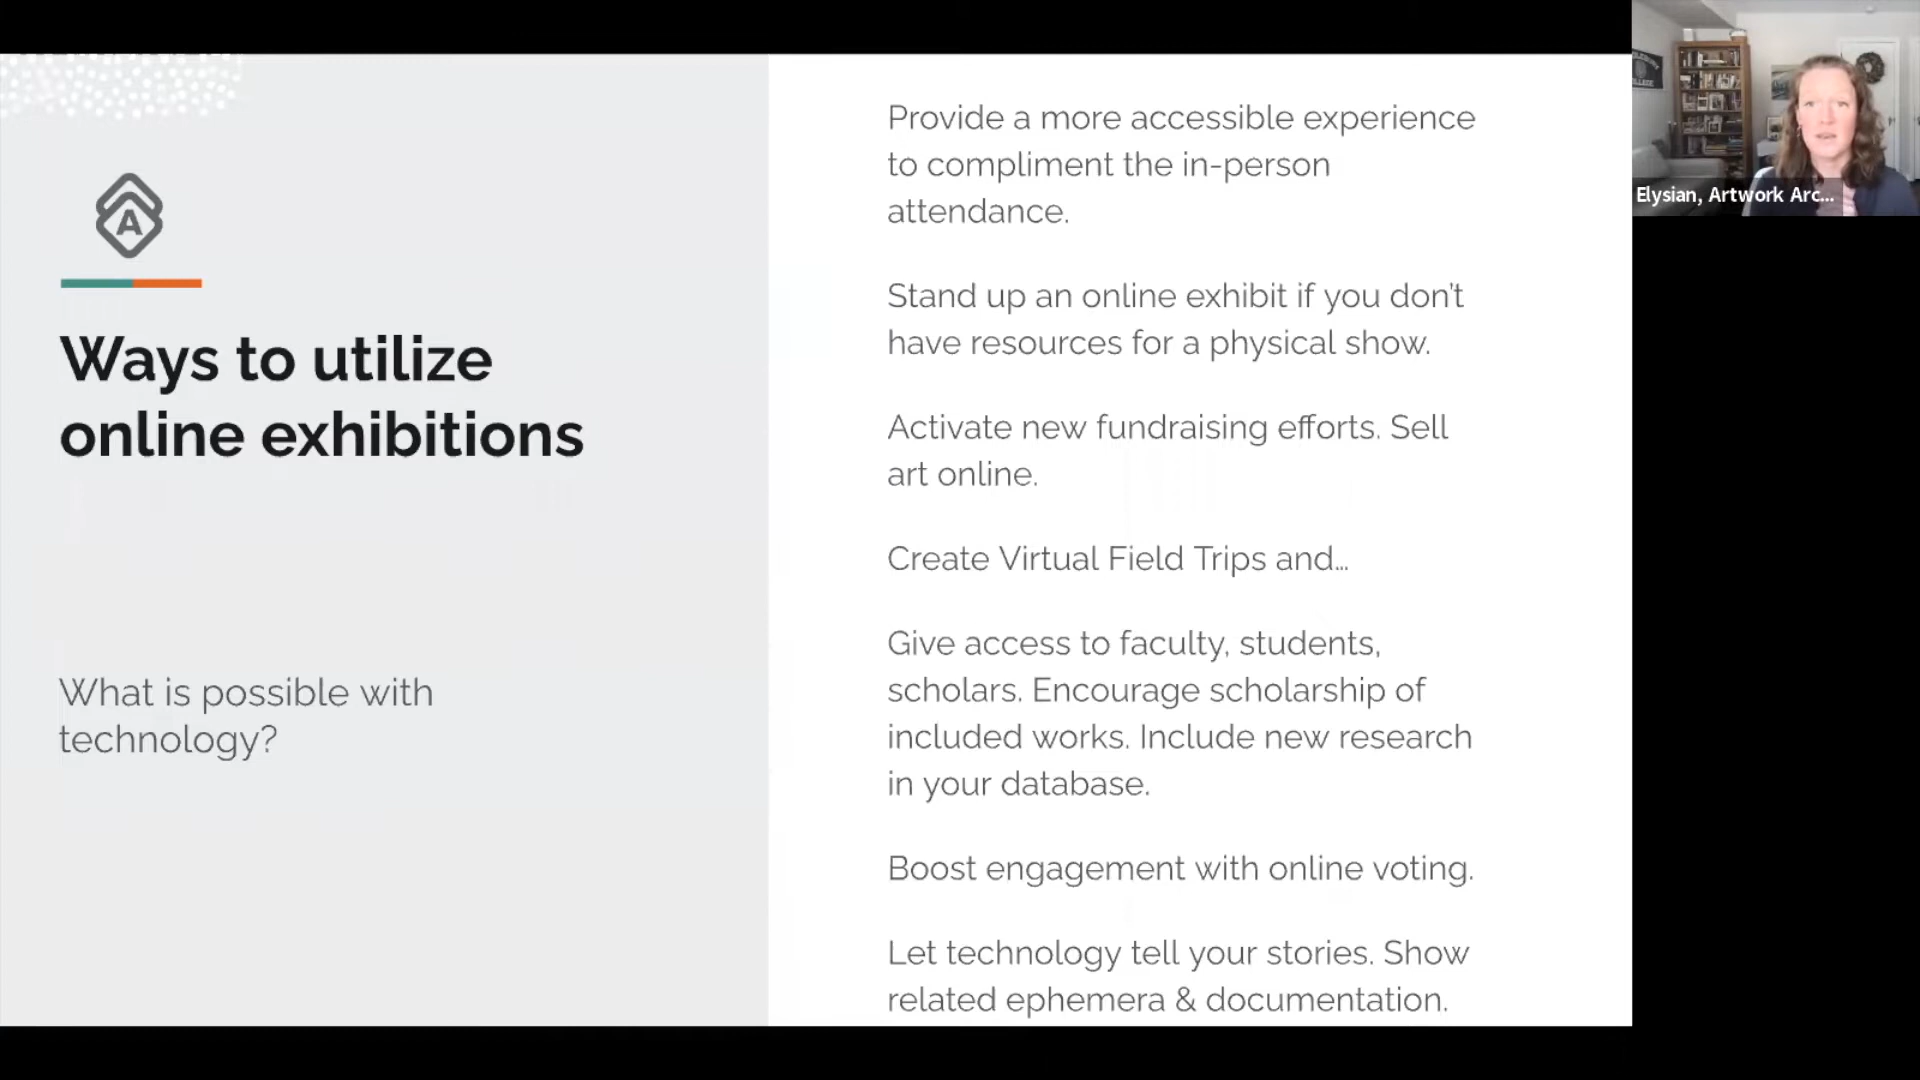 A
Ways to utilize
online exhibitions
What is possible with
technology?
Provide a more accessible experience
to compliment the in-person
attendance.
Stand up an online exhibit if you don't
have resources for a physical show.
Activate new fundraising efforts. Sell
art online.
Create Virtual Field Trips and...
Give access to faculty, students,
scholars. Encourage scholarship of
included works. Include new research
in your database.
Boost engagement with online voting.
Let technology tell your stories. Show
related ephemera & documentation.
Elysian, Artwork Arc...